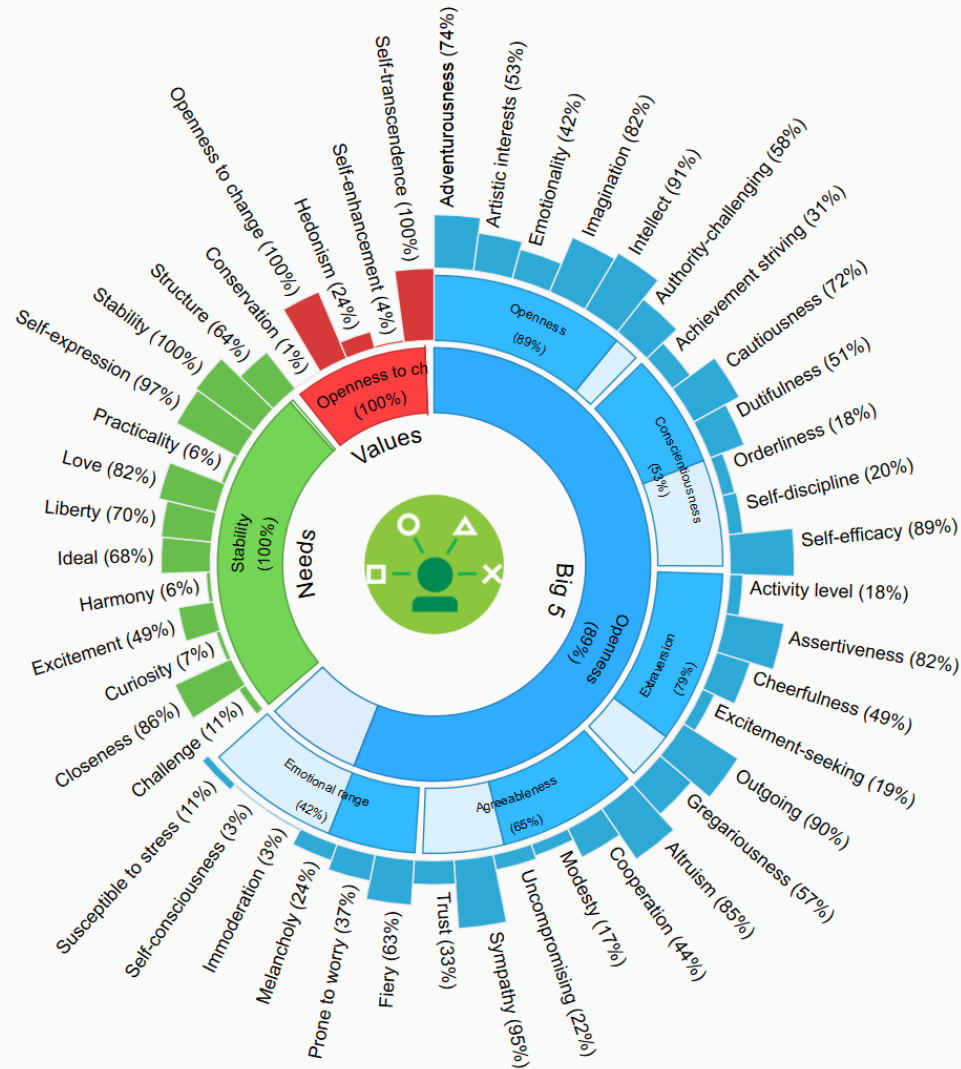 Adventurousness (74%)
Artistic interests (53%)
Emotionality (42%)
Imagination (82%)
Intellect (91%)
Authority-challenging (58%)
Achievement striving (31%)
Cautiousness (72%)
Dutifulness (51%)
Orderliness (18%)
Self-discipline (20%)
Self-efficacy (89%)
Activity level (18%)
Assertiveness (82%)
Cheerfulness (49%)
Excitement-seeking (19%)
Outgoing (90%)
Gregariousness (57%)
Altruism (85%)
Cooperation (44%)
Modesty (17%)
Uncompromising (22%)
Sympathy (95%)
Trust (33%)
Fiery (63%)
Prone to worry (37%)
Melancholy (24%)
Immoderation (3%)
Self-consciousness (3%)
Susceptible to stress (11%)
Challenge (11%)
Closeness (86%)
Curiosity (7%)
Excitement (49%)
Harmony (6%)
Ideal (68%)
Liberty (70%)
Love (82%)
Practicality (6%)
Self-expression (97%)
Stability (100%)
Structure (64%)
Conservation (1%)
Openness to change (100%)
Hedonism (24%)
Self-enhancement (4%)
Self-transcendence (100%)
Openness
(89%)
Conscientiousness
(53%)
Extraversion
(79%)
Agreeableness
(65%)
Emotional range
(42%)
Stability
(100%)
Openness to ch
(100%)
Openness
(89%)
Values
Needs
Big 5